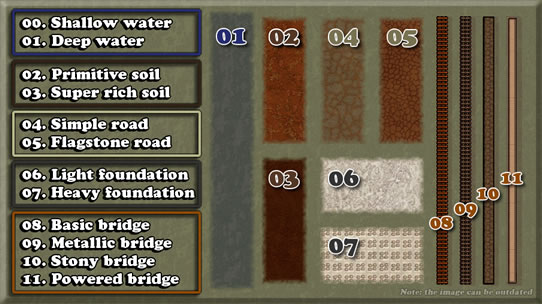 00. Shallow water
01. Deep water
02. Primitive soil
03. Super rich soil
04. Simple road
05. Flagstone road
06. Light foundation
07. Heavy foundation
08. Basic bridge
09. Metallic bridge
10. Stony bridge
11. Powered bridge
01
02
04
05
03
06
07
08
09
10
11
Note: the image can be outdated